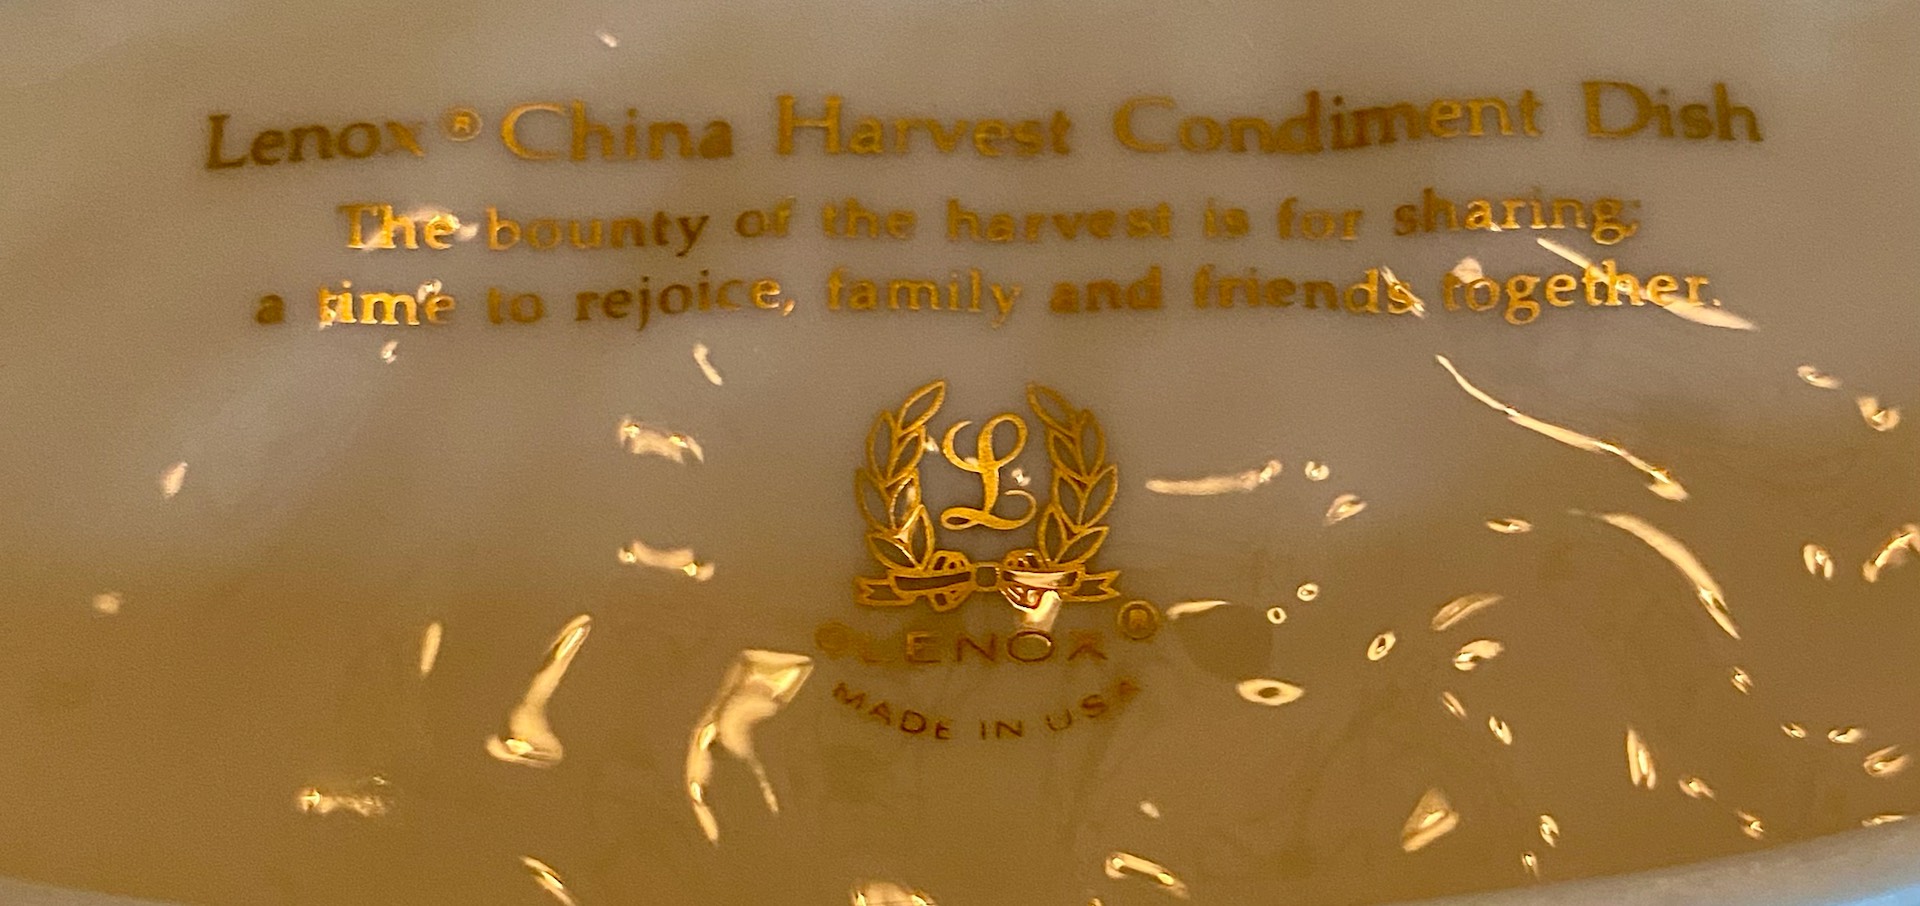 Lenox® China Harvest Condiment Dish
The bounty of the harvest is for sharing;
a time to rejoice, family and friends together.
L
©LENOX®
MADE IN USA